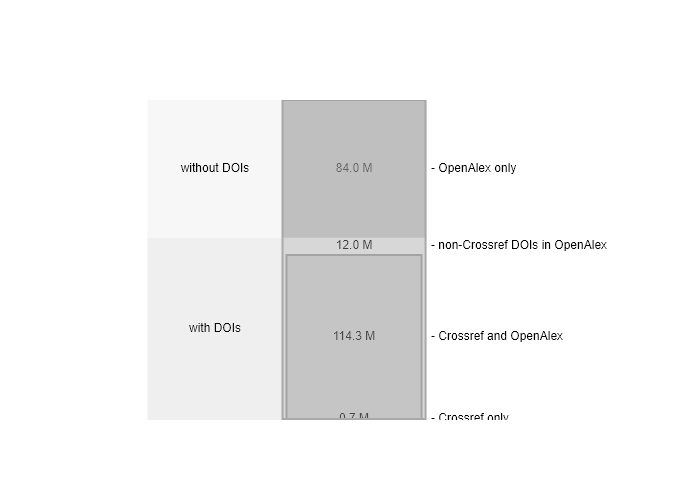 without DOIs
84.0 M
- OpenAlex only
12.0 M
- non-Crossref DOIs in OpenAlex
with DOIs
114.3 M
- Crossref and OpenAlex
0.7 M
- Crossref only